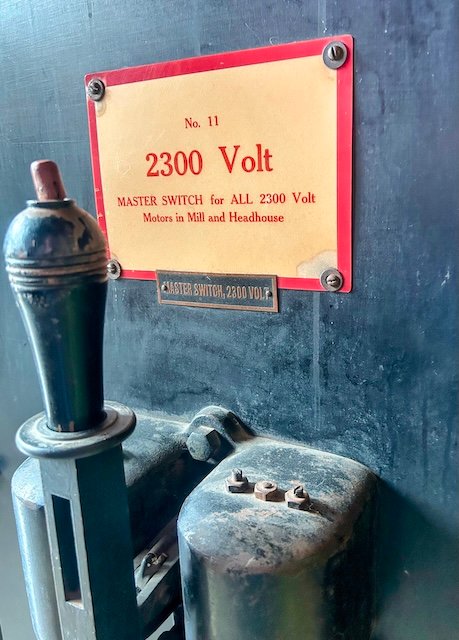 No. 11
2300 Volt
MASTER SWITCH for ALL 2300 Volt
Motors in Mill and Headhouse
MASTER SWITCH, 2300 VOLT